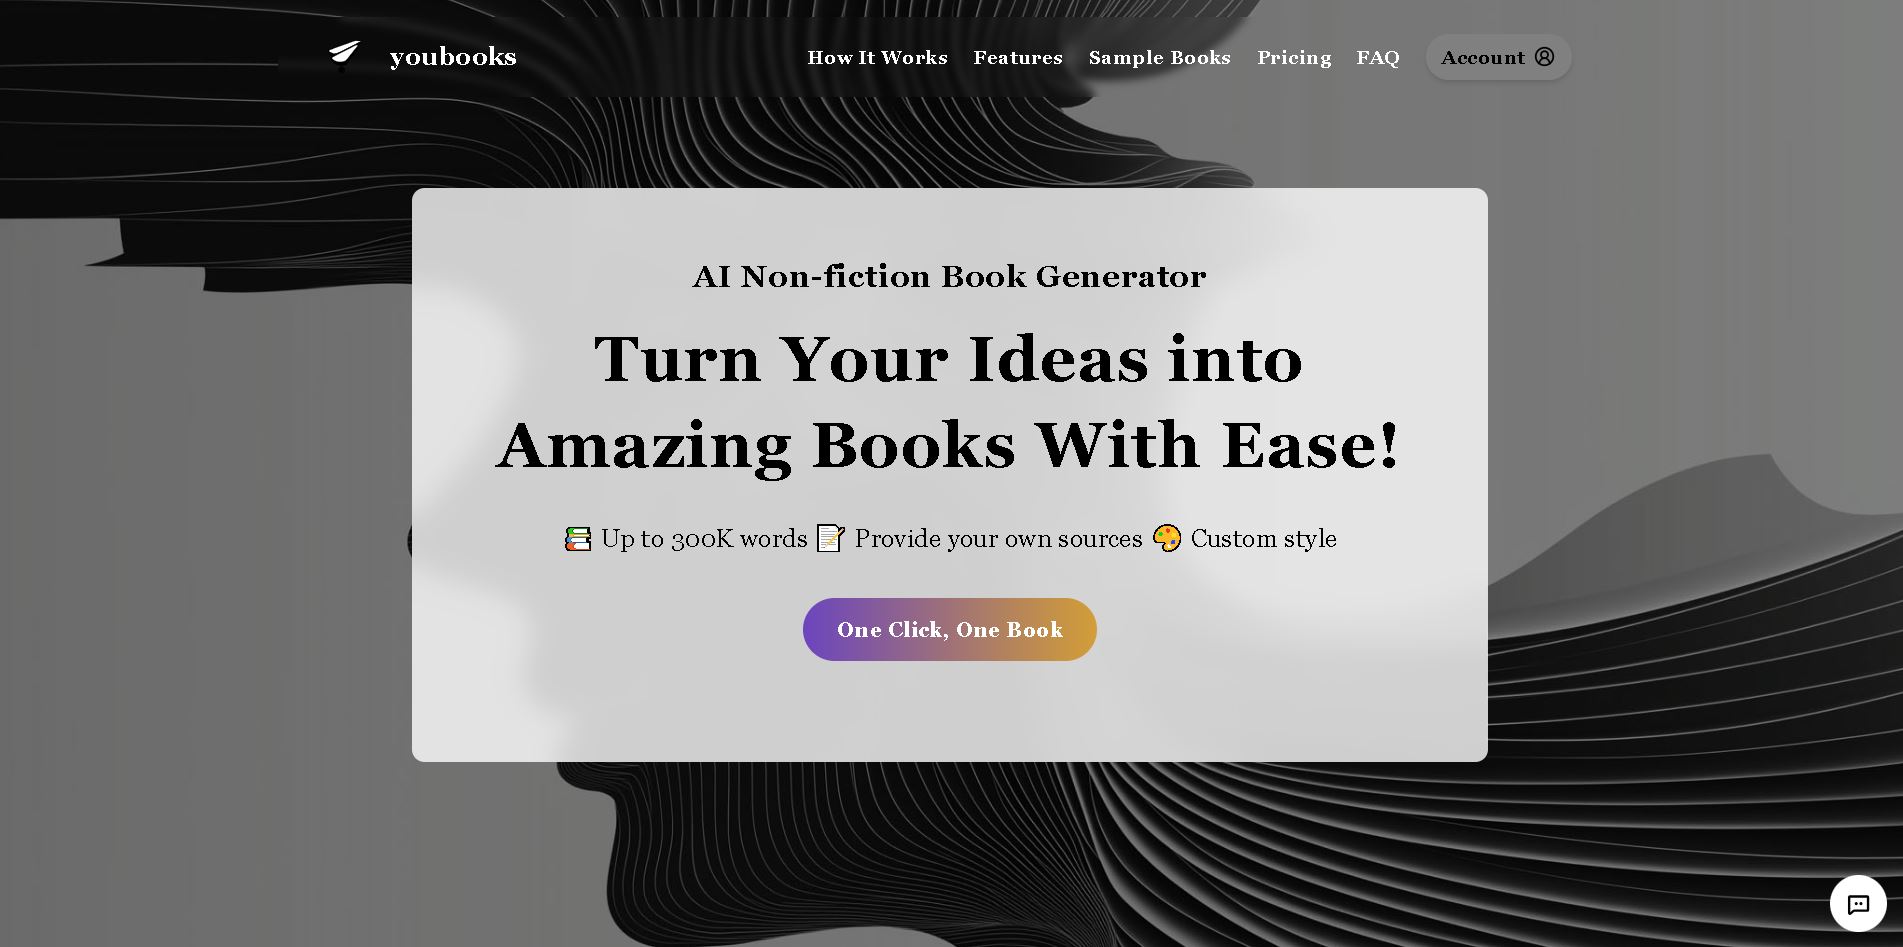 youbooks
How It Works
Features
Sample Books
Pricing
FAQ
Account
AI Non-fiction Book Generator
Turn Your Ideas into
Amazing Books With Ease!
📚 Up to 300K words 📝 Provide your own sources 🎨 Custom style
One Click, One Book